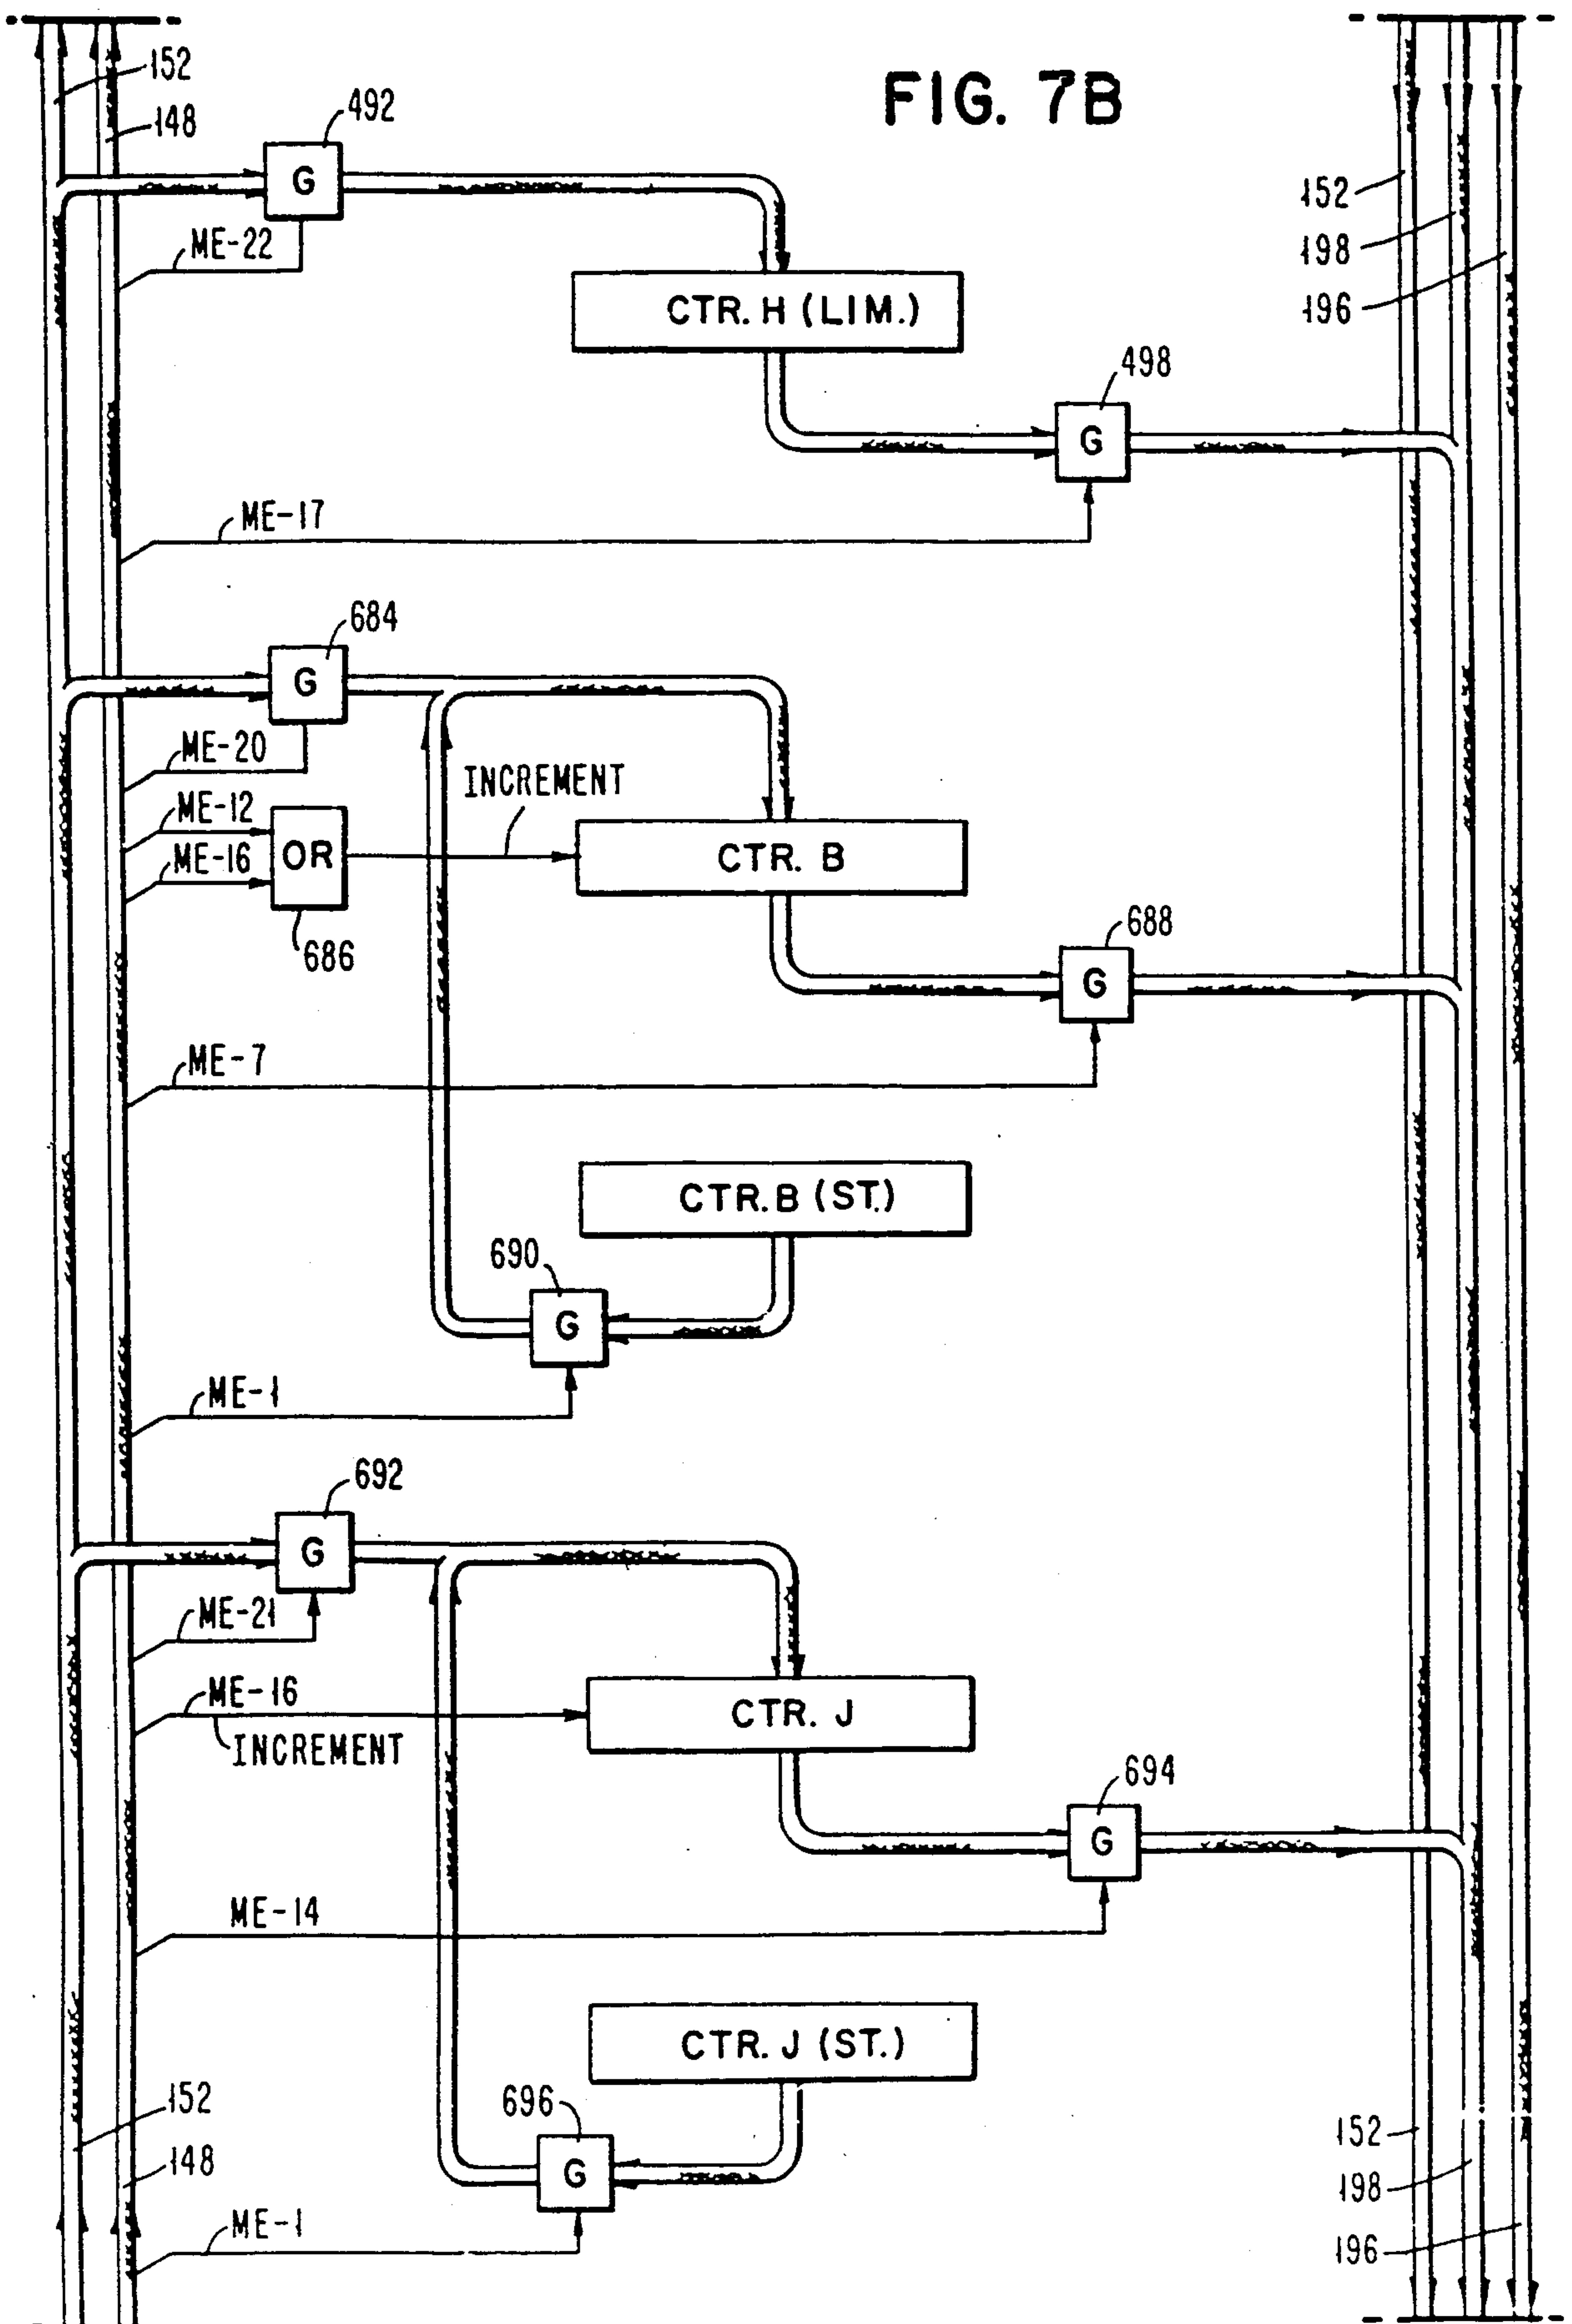 FIG. 7B
152
148
492
G
ME-22
CTR. H (LIM.)
152
198
196
498
G
ME-17
684
G
ME-20
ME-12
ME-16
OR
686
INCREMENT
CTR. B
688
G
ME-7
CTR. B (ST.)
690
G
ME-1
692
G
ME-21
ME-16
INCREMENT
CTR. J
694
G
ME-14
CTR. J (ST.)
696
G
ME-1
152
148
152
198
196